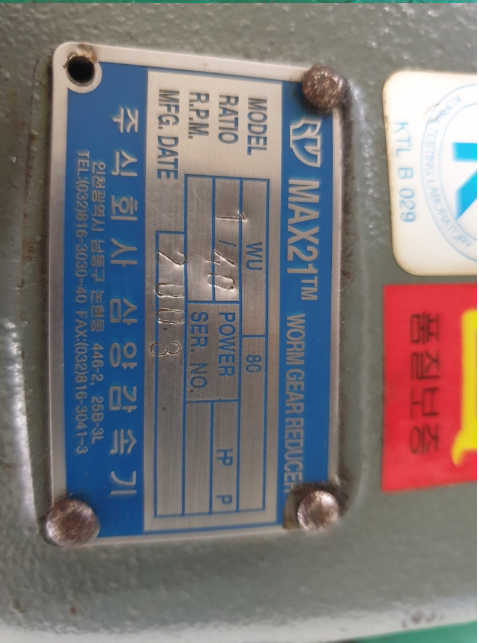 MAX21™ WORM GEAR REDUCER
MODEL WU 80
RATIO 1/40 POWER HP P
R.P.M. SER. NO.
MFG. DATE
주식회사 삼양감속기
인천광역시 남동구 논현동 446-2, 25B-3L
TEL:(032)816-3030~40 FAX:(032)816-3041~3
KTL B 029
품질보증